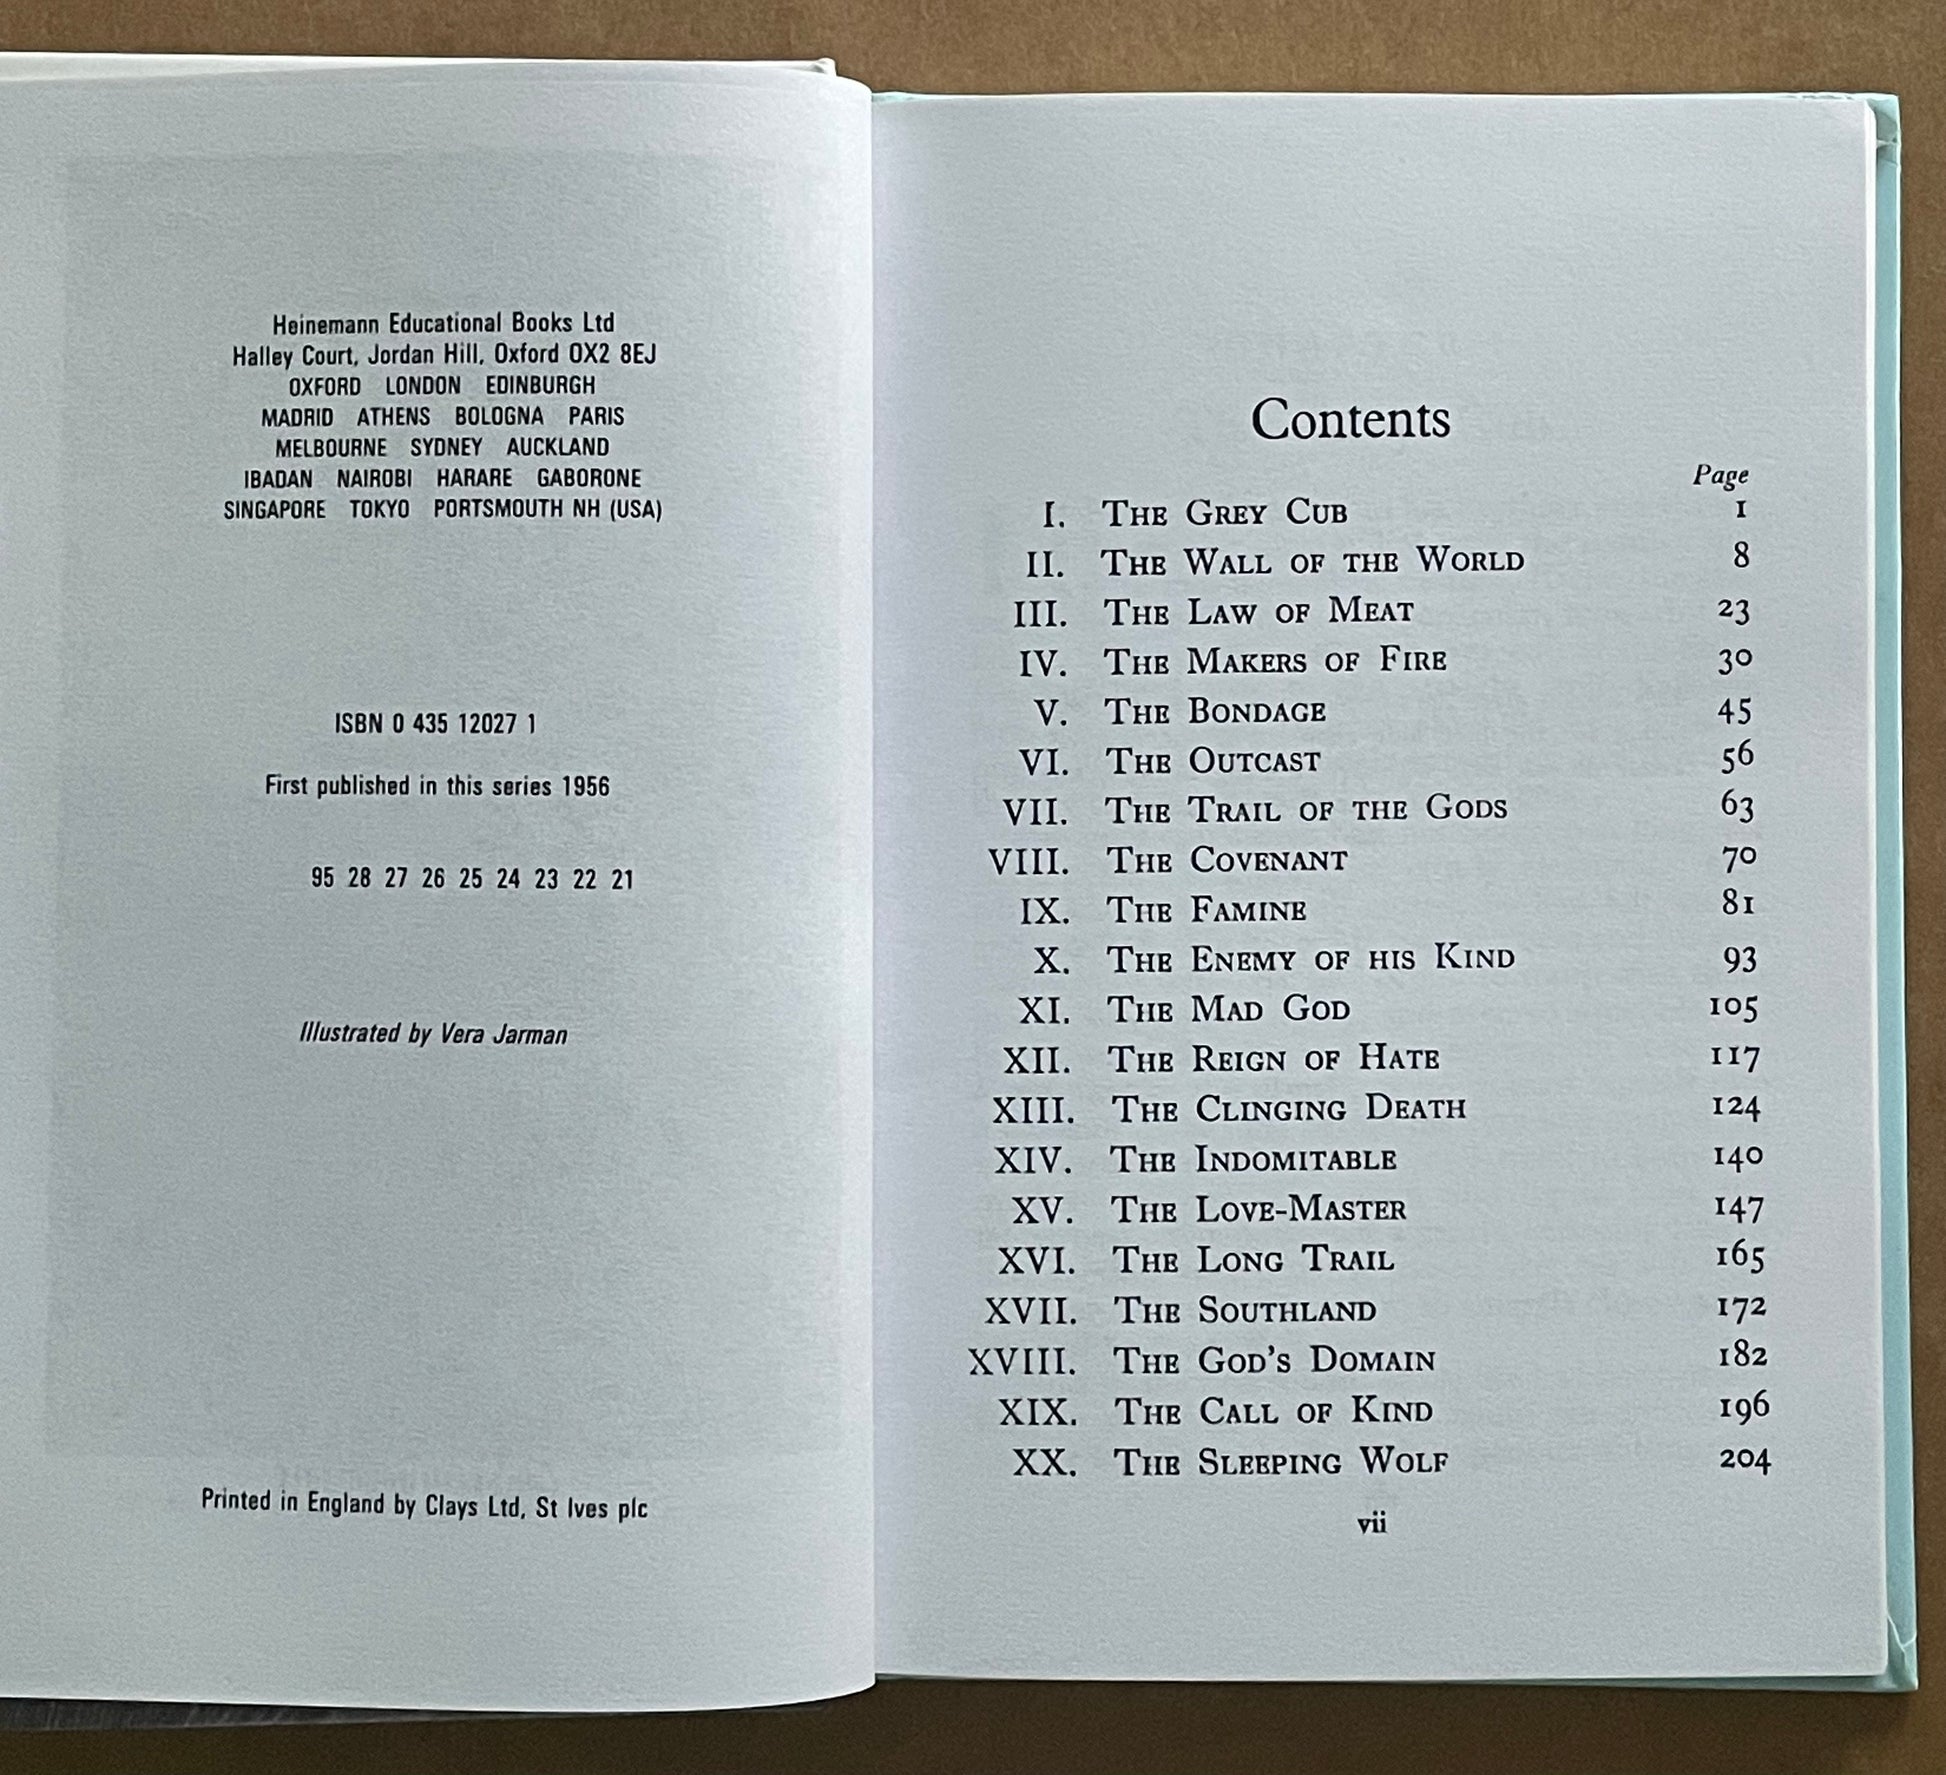 Heinemann Educational Books Ltd
Halley Court, Jordan Hill, Oxford OX2 8EJ
OXFORD LONDON EDINBURGH
MADRID ATHENS BOLOGNA PARIS
MELBOURNE SYDNEY AUCKLAND
IBADAN NAIROBI HARARE GABORONE
SINGAPORE TOKYO PORTSMOUTH NH (USA)
ISBN 0 435 12027 1
First published in this series 1956
95 28 27 26 25 24 23 22 21
Illustrated by Vera Jarman
Printed in England by Clays Ltd, St Ives plc
Contents
Page
I. The Grey Cub 1
II. The Wall of the World 8
III. The Law of Meat 23
IV. The Makers of Fire 30
V. The Bondage 45
VI. The Outcast 56
VII. The Trail of the Gods 63
VIII. The Covenant 70
IX. The Famine 81
X. The Enemy of his Kind 93
XI. The Mad God 105
XII. The Reign of Hate 117
XIII. The Clinging Death 124
XIV. The Indomitable 140
XV. The Love-Master 147
XVI. The Long Trail 165
XVII. The Southland 172
XVIII. The God's Domain 182
XIX. The Call of Kind 196
XX. The Sleeping Wolf 204
vii